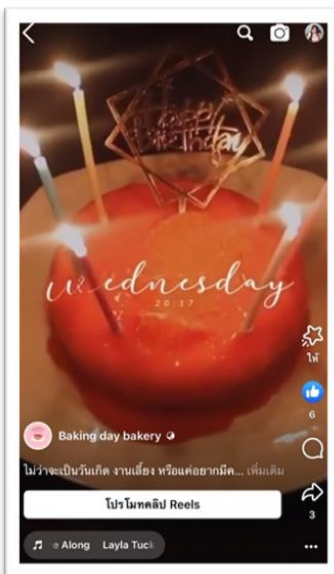 Happy
Birthday
wednesday
20:17
ให้
6
Baking day bakery
ไม่ว่าจะเป็นวันเกิด งานเลี้ยง หรือแค่อยากมีค... เพิ่มเติม
โปรโมทคลิป Reels
3
e Along Layla Tuck